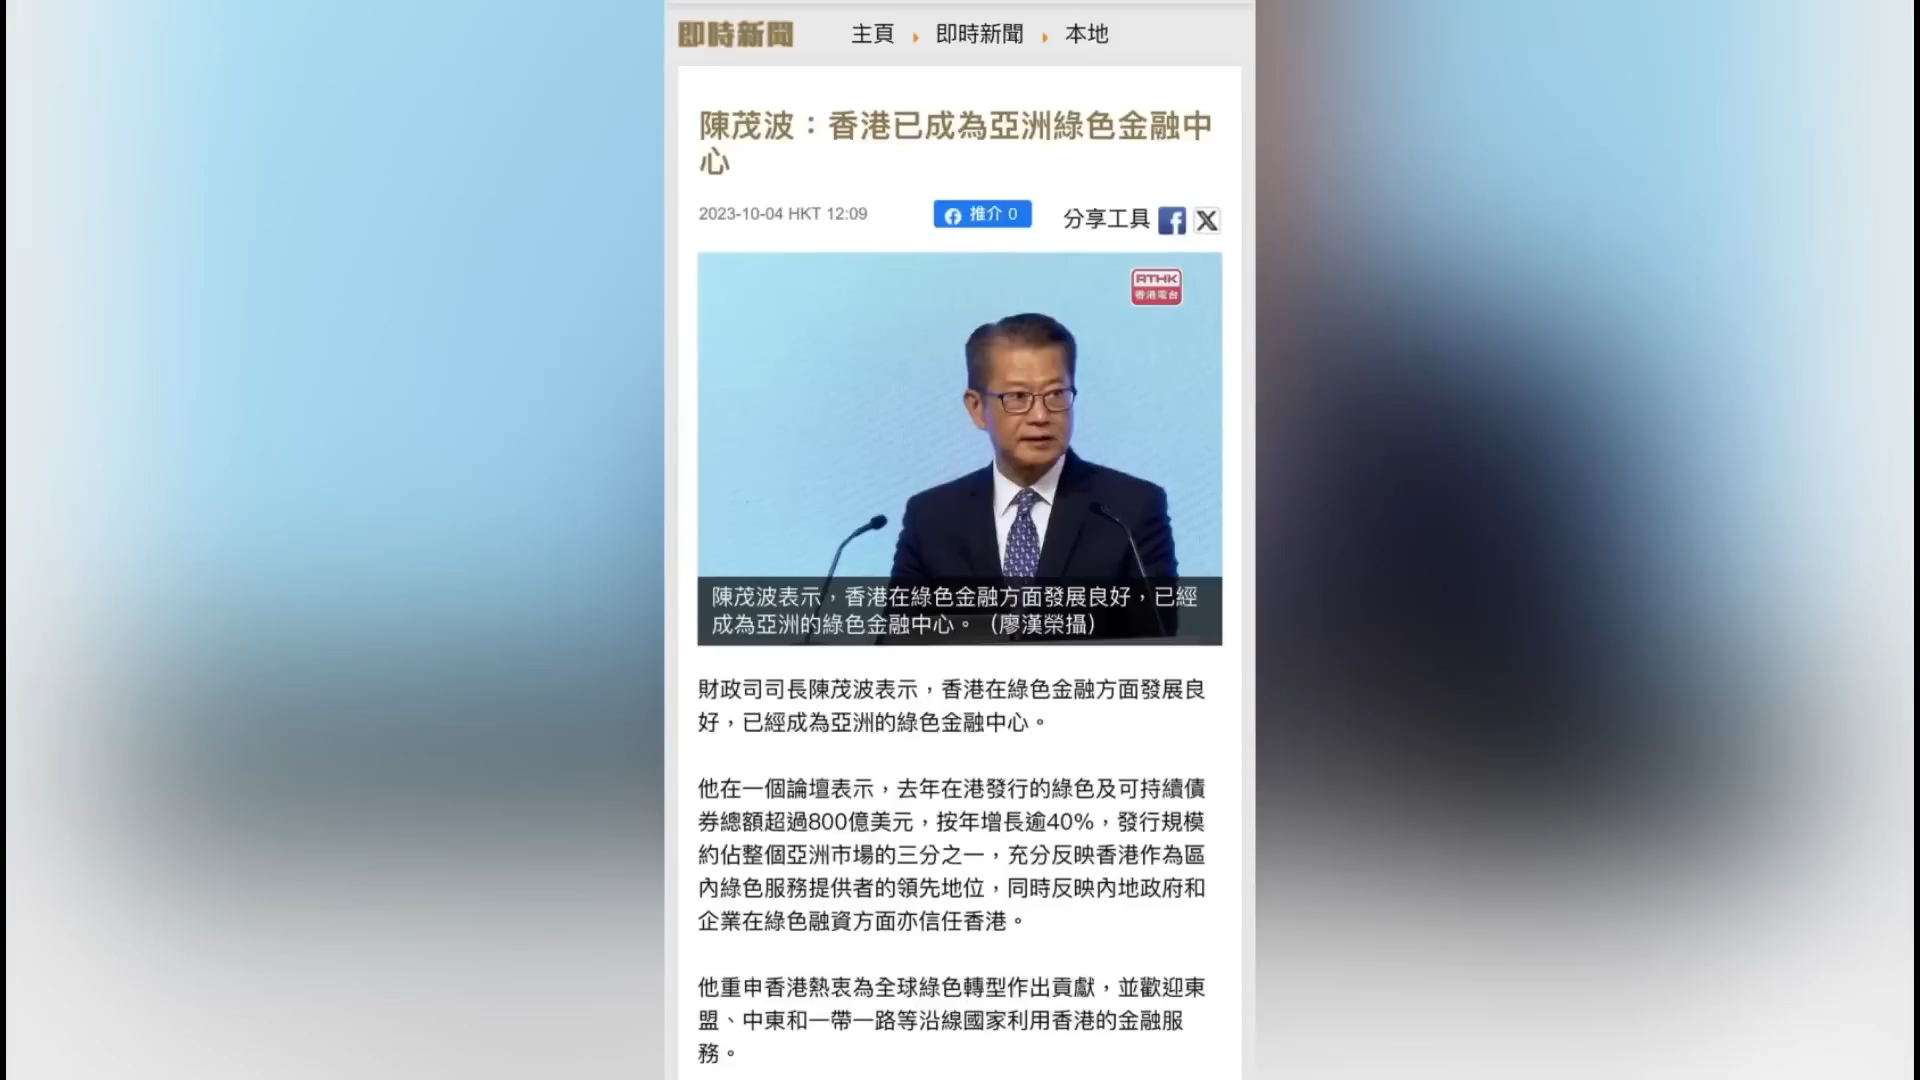 即時新聞 主頁 即時新聞 本地
陳茂波：香港已成為亞洲綠色金融中
心
2023-10-04 HKT 12:09 推介 0 分享工具
RTHK
香港電台
陳茂波表示，香港在綠色金融方面發展良好，已經
成為亞洲的綠色金融中心。（廖漢榮攝）
財政司司長陳茂波表示，香港在綠色金融方面發展良
好，已經成為亞洲的綠色金融中心。
他在一個論壇表示，去年在港發行的綠色及可持續債
券總額超過800億美元，按年增長逾40%，發行規模
約佔整個亞洲市場的三分之一，充分反映香港作為區
內綠色服務提供者的領先地位，同時反映內地政府和
企業在綠色融資方面亦信任香港。
他重申香港熱衷為全球綠色轉型作出貢獻，並歡迎東
盟、中東和一帶一路等沿線國家利用香港的金融服
務。